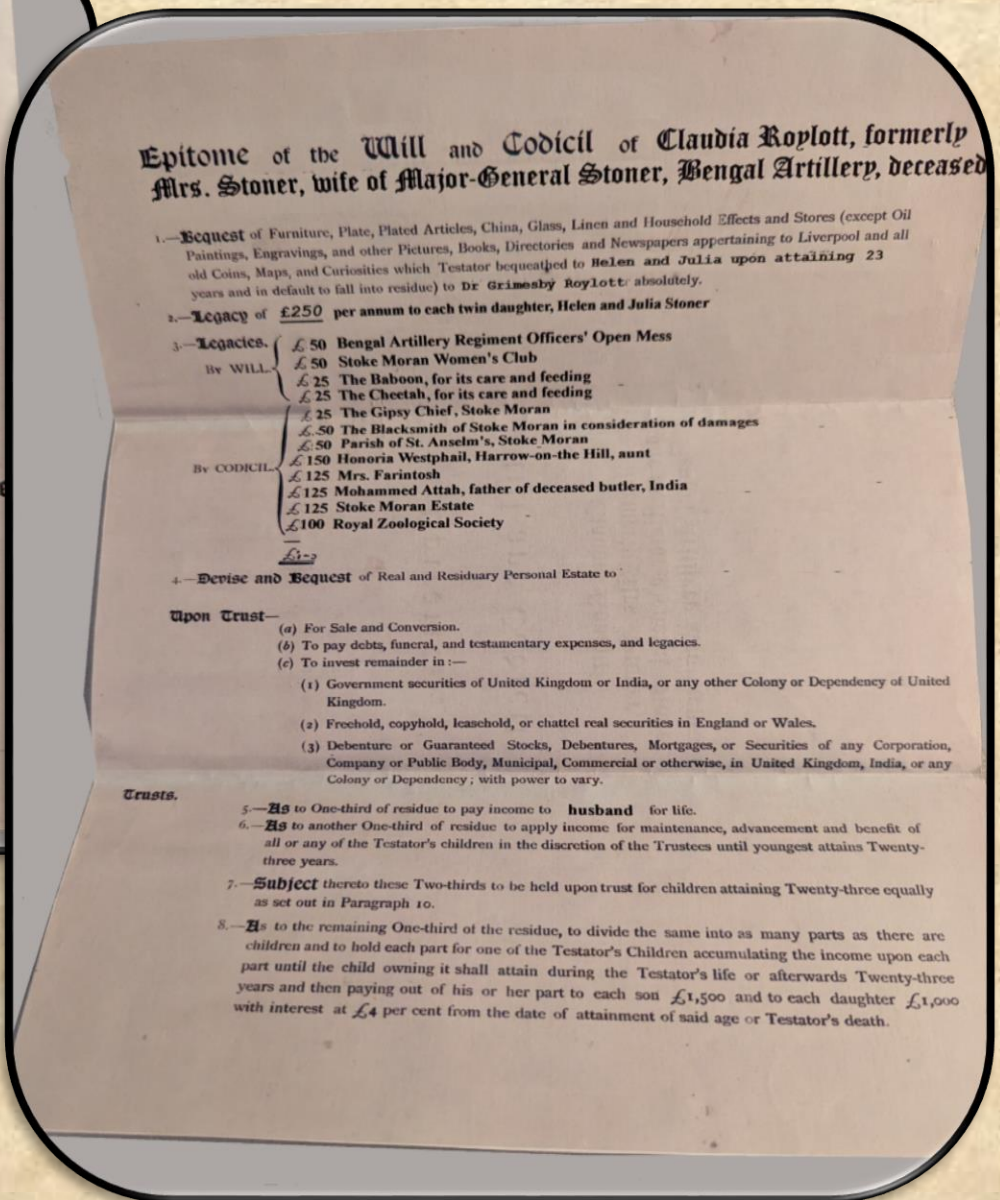 Epitome of the Will and Codicil of Claudia Roylott, formerly
Mrs. Stoner, wife of Major-General Stoner, Bengal Artillery, deceased
1.—Bequest of Furniture, Plate, Plated Articles, China, Glass, Linen and Household Effects and Stores (except Oil
Paintings, Engravings, and other Pictures, Books, Directories and Newspapers appertaining to Liverpool and all
old Coins, Maps, and Curiosities which Testator bequeathed to Helen and Julia upon attaining 23
years and in default to fall into residue) to Dr Grimesby Roylott absolutely.
2.—Legacy of £250 per annum to each twin daughter, Helen and Julia Stoner
3.—Legacies.
By WILL.
£50 Bengal Artillery Regiment Officers' Open Mess
£50 Stoke Moran Women's Club
£25 The Baboon, for its care and feeding
£25 The Cheetah, for its care and feeding
By CODICIL.
£25 The Gipsy Chief, Stoke Moran
£50 The Blacksmith of Stoke Moran in consideration of damages
£50 Parish of St. Anselm's, Stoke Moran
£150 Honoria Westphail, Harrow-on-the Hill, aunt
£125 Mrs. Farintosh
£125 Mohammed Attah, father of deceased butler, India
£125 Stoke Moran Estate
£100 Royal Zoological Society
4.—Devise and Bequest of Real and Residuary Personal Estate to
Upon Trust—
(a) For Sale and Conversion.
(b) To pay debts, funeral, and testamentary expenses, and legacies.
(c) To invest remainder in :—
(1) Government securities of United Kingdom or India, or any other Colony or Dependency of United
Kingdom.
(2) Freehold, copyhold, leasehold, or chattel real securities in England or Wales.
(3) Debenture or Guaranteed Stocks, Debentures, Mortgages, or Securities of any Corporation,
Company or Public Body, Municipal, Commercial or otherwise, in United Kingdom, India, or any
Colony or Dependency; with power to vary.
Trusts.
5.—As to One-third of residue to pay income to husband for life.
6.—As to another One-third of residue to apply income for maintenance, advancement and benefit of
all or any of the Testator's children in the discretion of the Trustees until youngest attains Twenty-
three years.
7.—Subject thereto these Two-thirds to be held upon trust for children attaining Twenty-three equally
as set out in Paragraph 10.
8.—As to the remaining One-third of the residue, to divide the same into as many parts as there are
children and to hold each part for one of the Testator's Children accumulating the income upon each
part until the child owning it shall attain during the Testator's life or afterwards Twenty-three
years and then paying out of his or her part to each son £1,500 and to each daughter £1,000
with interest at £4 per cent from the date of attainment of said age or Testator's death.